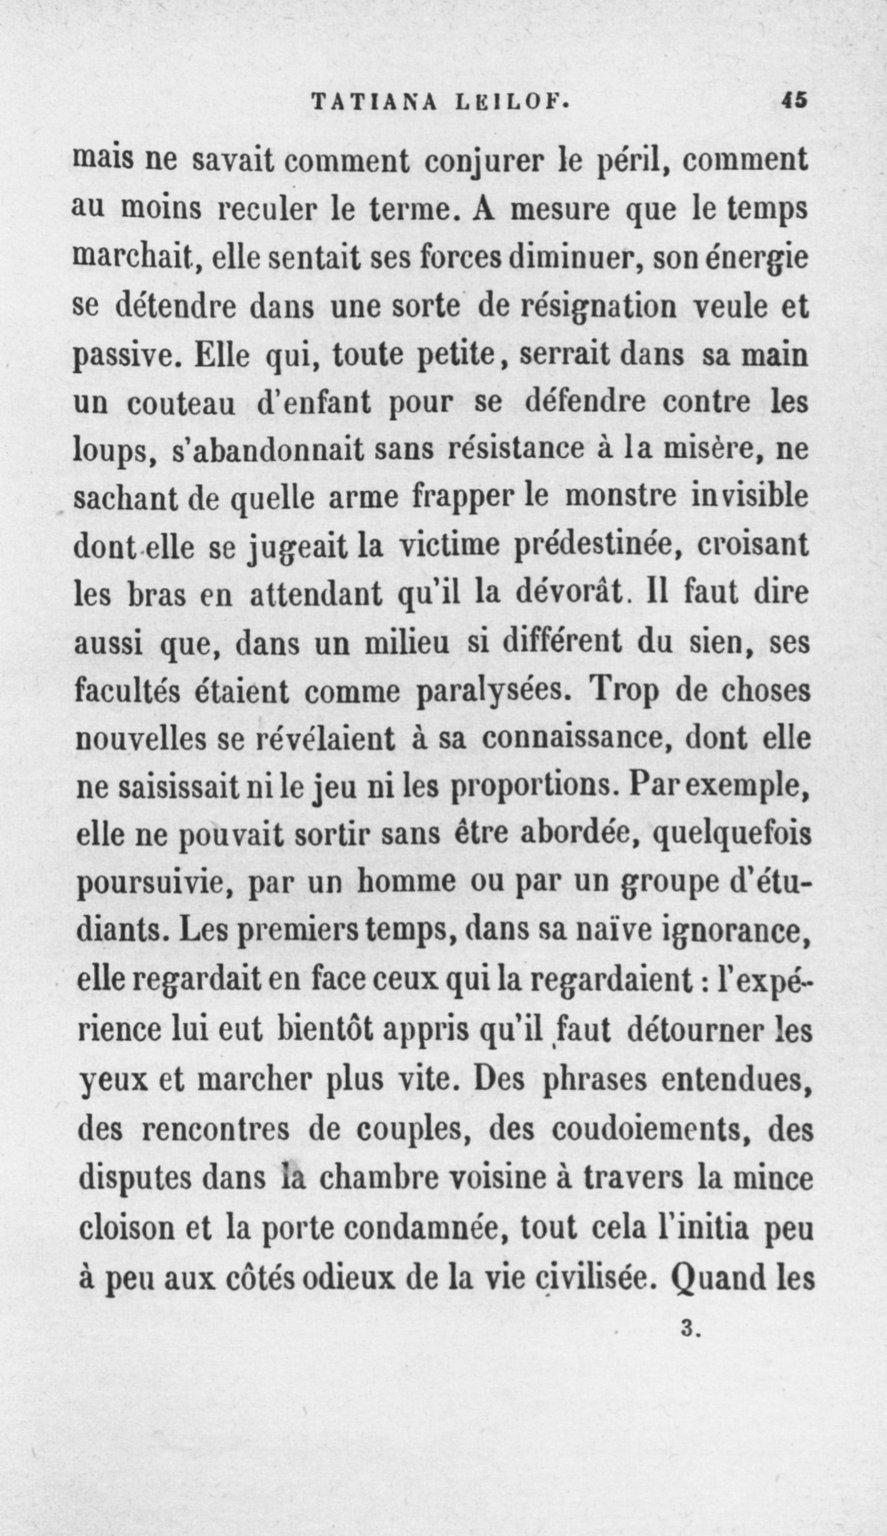 TATIANA LEILOF. 45
mais ne savait comment conjurer le péril, comment
au moins reculer le terme. A mesure que le temps
marchait, elle sentait ses forces diminuer, son énergie
se détendre dans une sorte de résignation veule et
passive. Elle qui, toute petite, serrait dans sa main
un couteau d'enfant pour se défendre contre les
loups, s'abandonnait sans résistance à la misère, ne
sachant de quelle arme frapper le monstre invisible
dont elle se jugeait la victime prédestinée, croisant
les bras en attendant qu'il la dévorât. Il faut dire
aussi que, dans un milieu si différent du sien, ses
facultés étaient comme paralysées. Trop de choses
nouvelles se révélaient à sa connaissance, dont elle
ne saisissait ni le jeu ni les proportions. Par exemple,
elle ne pouvait sortir sans être abordée, quelquefois
poursuivie, par un homme ou par un groupe d'étu-
diants. Les premiers temps, dans sa naïve ignorance,
elle regardait en face ceux qui la regardaient : l'expé-
rience lui eut bientôt appris qu'il faut détourner les
yeux et marcher plus vite. Des phrases entendues,
des rencontres de couples, des coudoiements, des
disputes dans la chambre voisine à travers la mince
cloison et la porte condamnée, tout cela l'initia peu
à peu aux côtés odieux de la vie civilisée. Quand les
3.